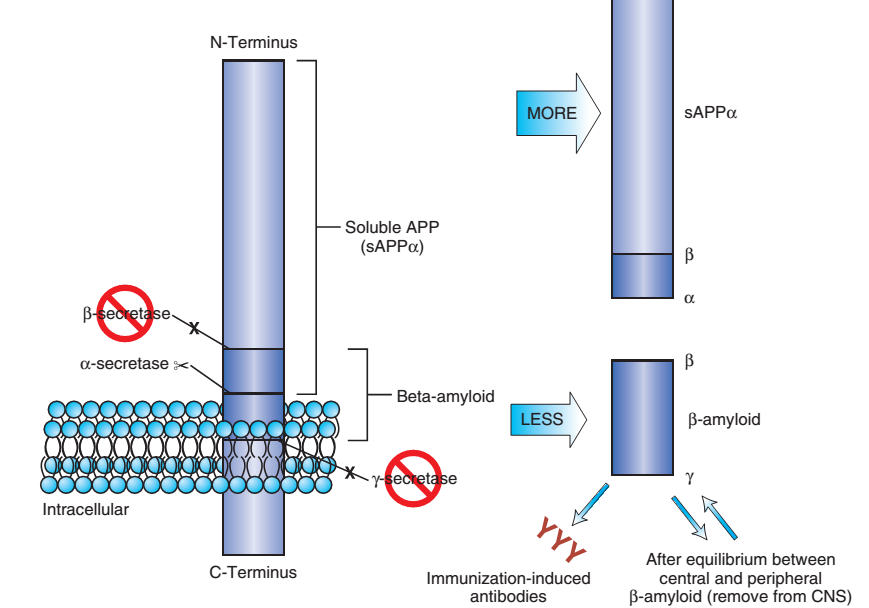 N-Terminus
MORE
sAPPα
Soluble APP
(sAPPα)
β
α
β-secretase
X
α-secretase
β
Beta-amyloid
LESS
β-amyloid
X
γ-secretase
γ
Intracellular
YYY
C-Terminus
Immunization-induced
antibodies
After equilibrium between
central and peripheral
β-amyloid (remove from CNS)